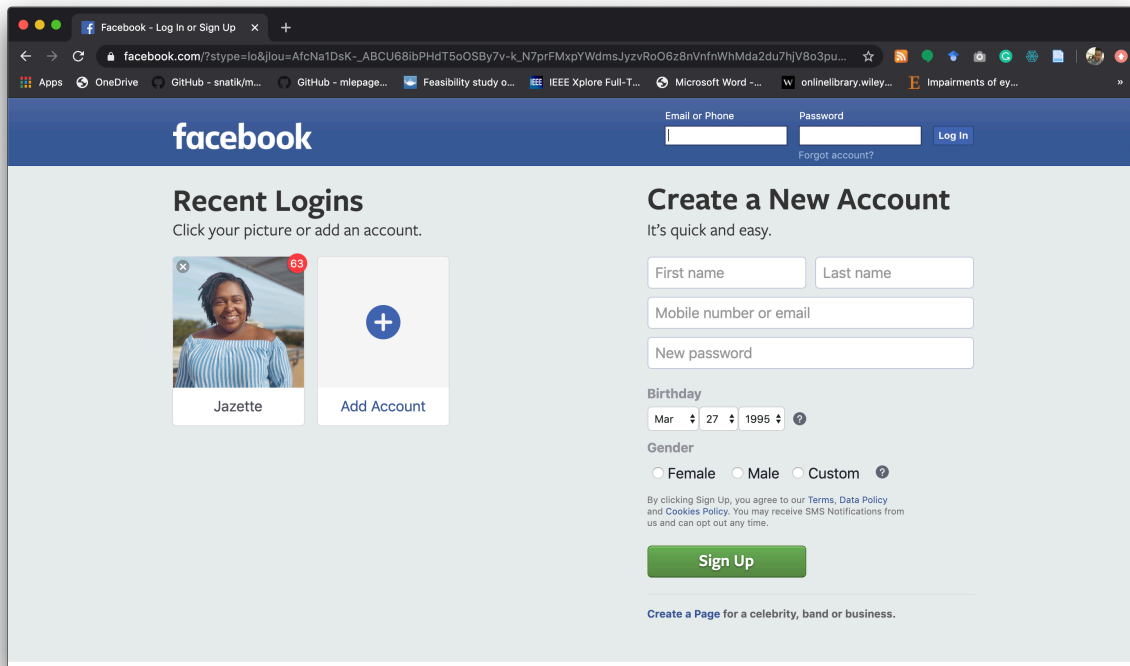 Facebook - Log In or Sign Up
facebook.com/?stype=lo&jlou=AfcNa1DsK-_ABCU68ibPHdT5oOSBy7v-k_N7prFMxpYWdmsJyzvRoO6z8nVnfnWhMda2du7hjV8o3pu...
Apps OneDrive GitHub - snatik/m... GitHub - mlepage... Feasibility study o... IEEE IEEE Xplore Full-T... Microsoft Word -... W onlinelibrary.wiley... E Impairments of ey... »
Email or Phone Password
facebook
Log In
Forgot account?
Recent Logins
Click your picture or add an account.
63
Jazette
Add Account
Create a New Account
It's quick and easy.
First name Last name
Mobile number or email
New password
Birthday
Mar 27 1995 ?
Gender
Female Male Custom ?
By clicking Sign Up, you agree to our Terms, Data Policy
and Cookies Policy. You may receive SMS Notifications from
us and can opt out any time.
Sign Up
Create a Page for a celebrity, band or business.